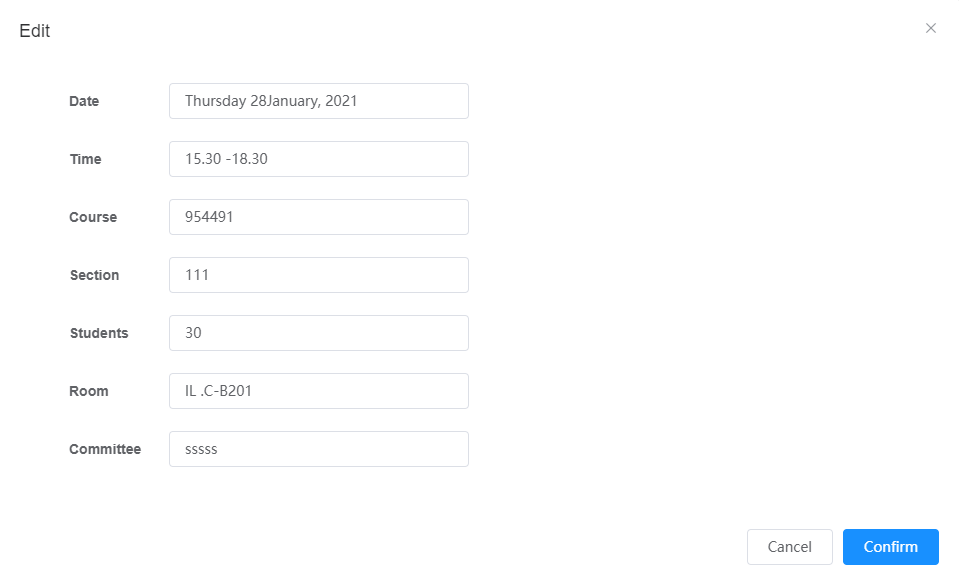 Edit
Date Thursday 28January, 2021
Time 15.30 -18.30
Course 954491
Section 111
Students 30
Room IL .C-B201
Committee sssss
Cancel Confirm